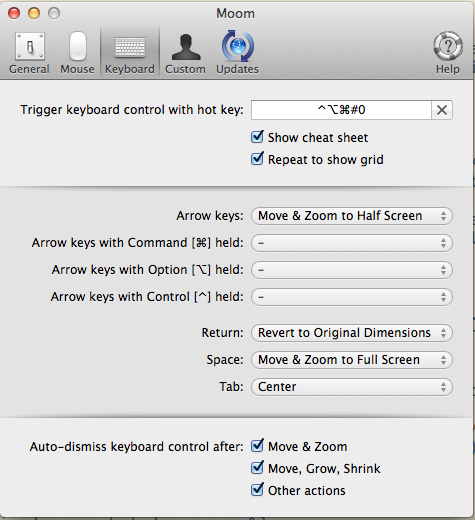 Moom
General Mouse Keyboard Custom Updates Help
Trigger keyboard control with hot key: ^⌥⌘#0
Show cheat sheet
Repeat to show grid
Arrow keys: Move & Zoom to Half Screen
Arrow keys with Command [⌘] held: –
Arrow keys with Option [⌥] held: –
Arrow keys with Control [^] held: –
Return: Revert to Original Dimensions
Space: Move & Zoom to Full Screen
Tab: Center
Auto-dismiss keyboard control after: Move & Zoom
Move, Grow, Shrink
Other actions